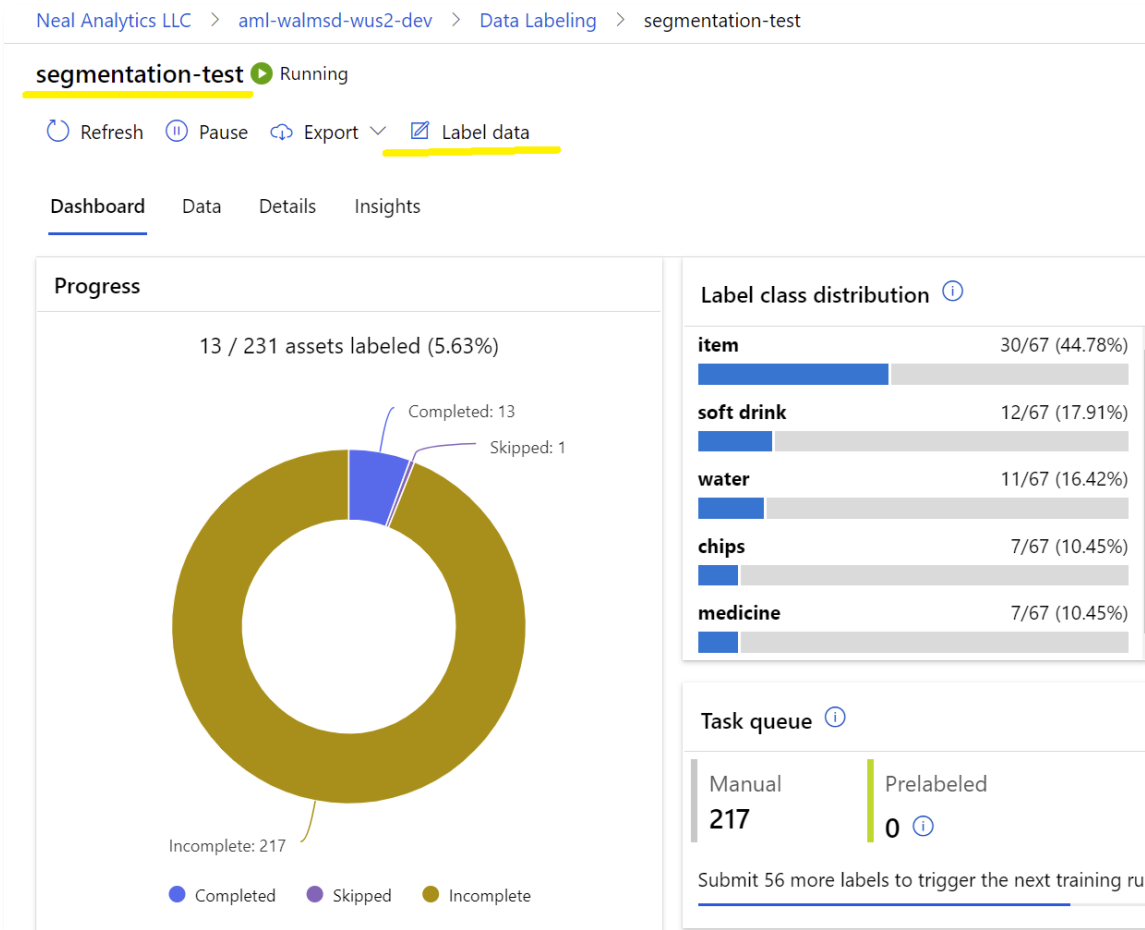 Neal Analytics LLC > aml-walmsd-wus2-dev > Data Labeling > segmentation-test
segmentation-test Running
Refresh Pause Export Label data
Dashboard Data Details Insights
Progress
13 / 231 assets labeled (5.63%)
Completed: 13
Skipped: 1
Incomplete: 217
Completed Skipped Incomplete
Label class distribution
item 30/67 (44.78%)
soft drink 12/67 (17.91%)
water 11/67 (16.42%)
chips 7/67 (10.45%)
medicine 7/67 (10.45%)
Task queue
Manual
217
Prelabeled
0
Submit 56 more labels to trigger the next training ru